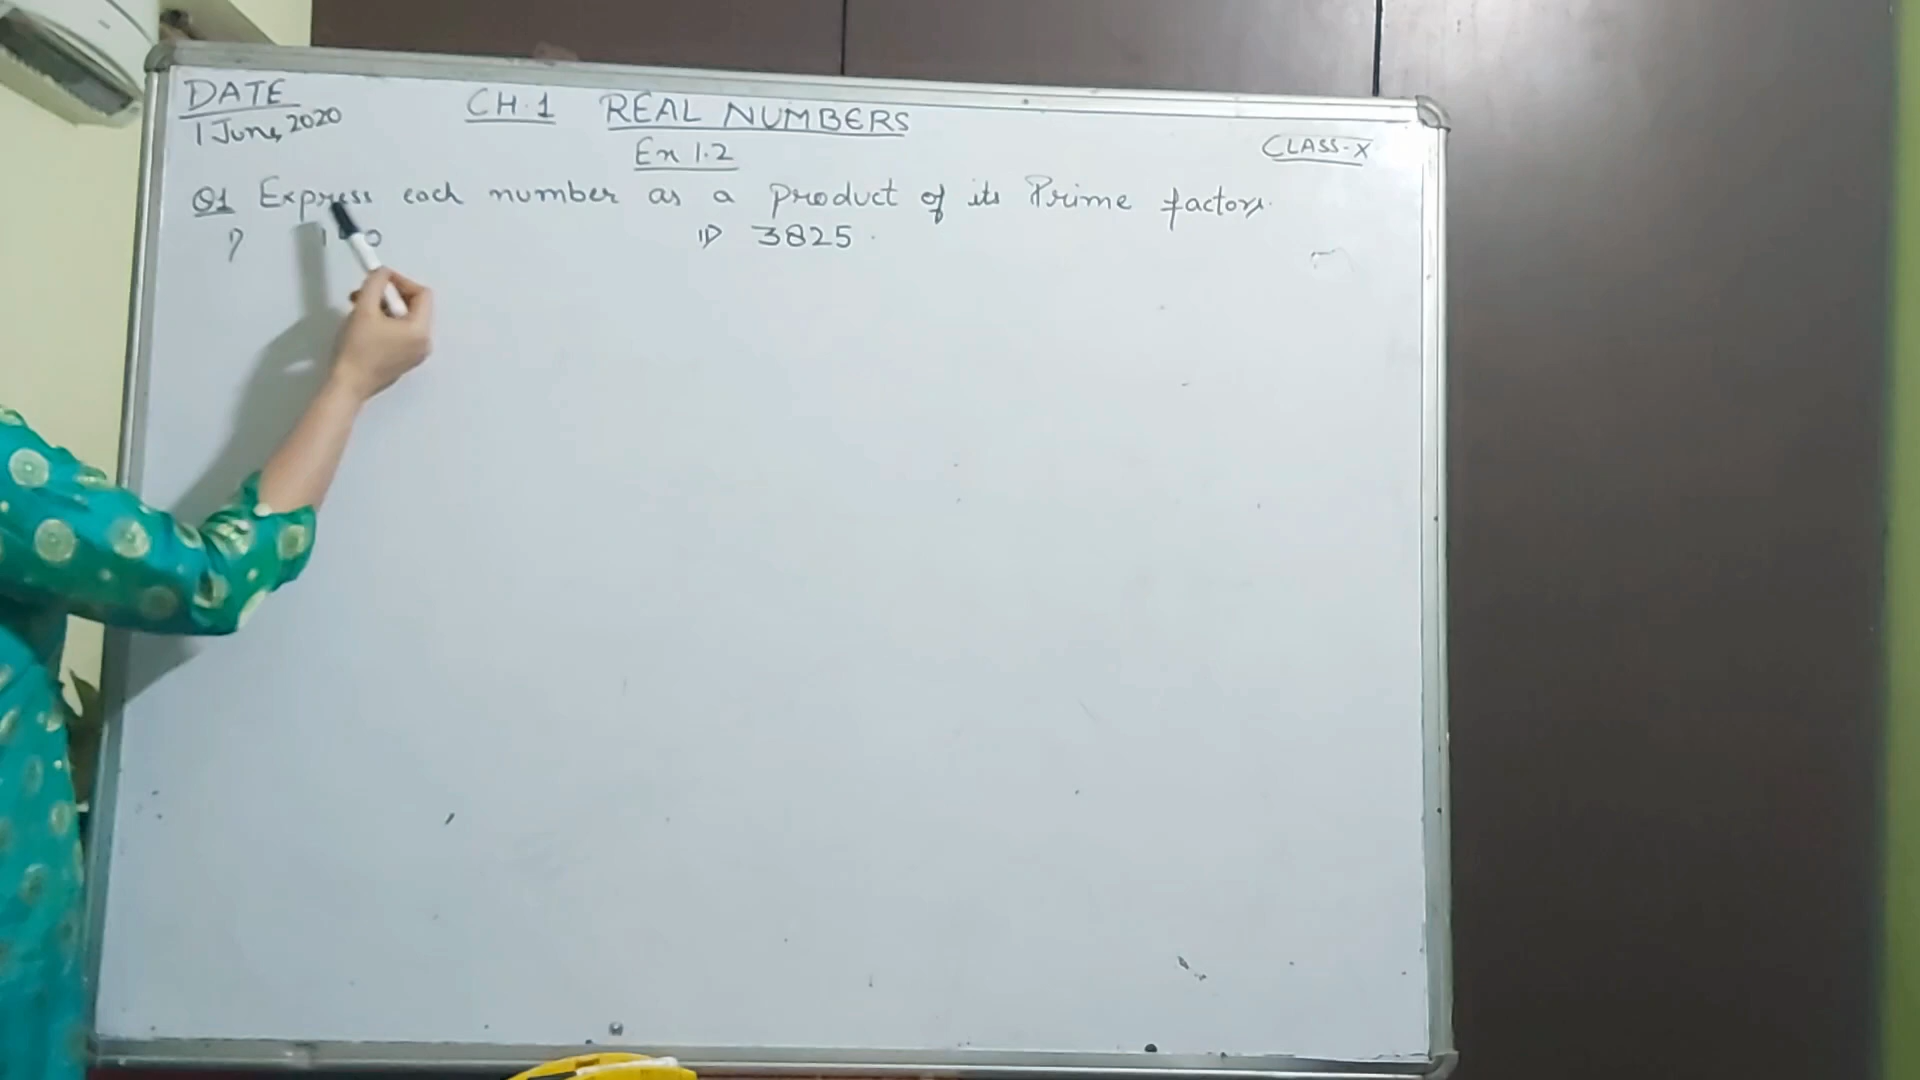 DATE
1 June, 2020
CH.1 REAL NUMBERS
Ex 1.2
CLASS-X
Q1 Express each number as a product of its Prime factors.
i)
ii) 3825